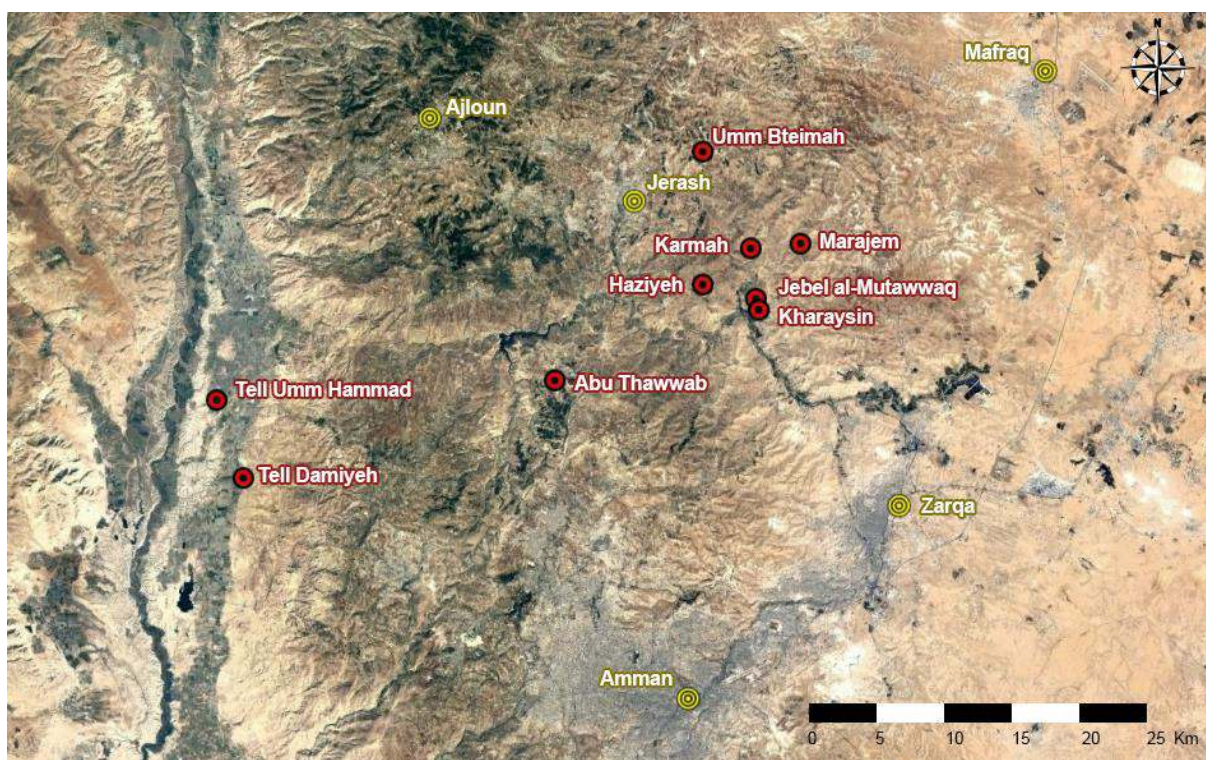 N
Mafraq
Ajloun
Umm Bteimah
Jerash
Karmah
Marajem
Haziyeh
Jebel al-Mutawwaq
Kharaysin
Abu Thawwab
Tell Umm Hammad
Tell Damiyeh
Zarqa
Amman
0 5 10 15 20 25 Km